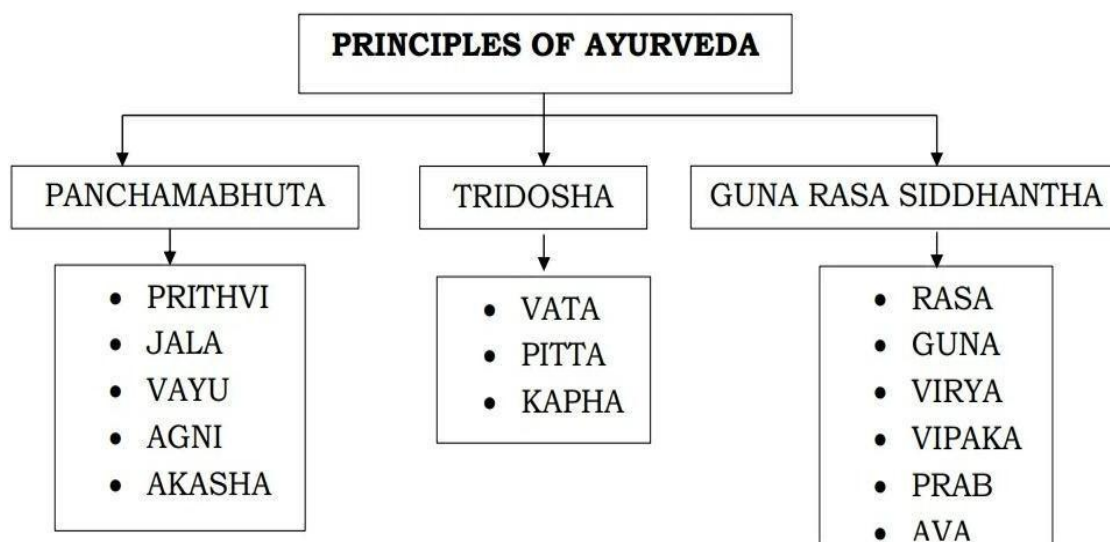 PRINCIPLES OF AYURVEDA
PANCHAMABHUTA
TRIDOSHA
GUNA RASA SIDDHANTHA
• PRITHVI
• JALA
• VAYU
• AGNI
• AKASHA
• VATA
• PITTA
• KAPHA
• RASA
• GUNA
• VIRYA
• VIPAKA
• PRAB
• AVA